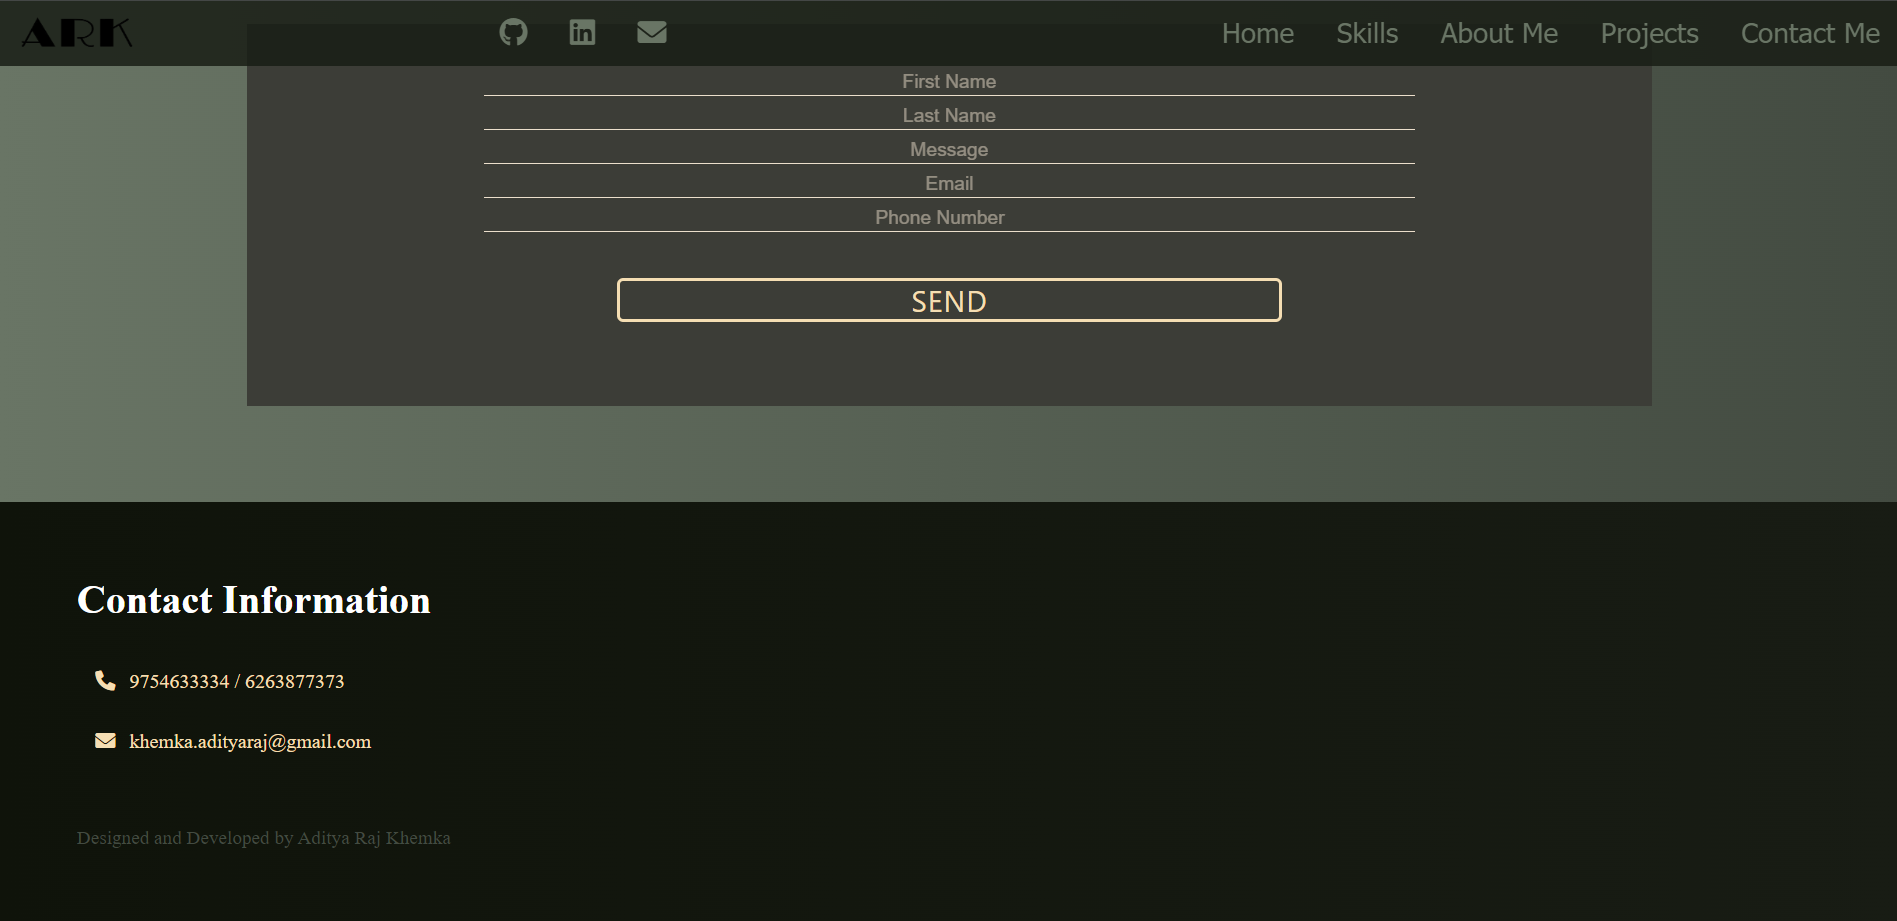 ARK Home Skills About Me Projects Contact Me
First Name
Last Name
Message
Email
Phone Number
SEND
Contact Information
9754633334 / 6263877373
khemka.adityaraj@gmail.com
Designed and Developed by Aditya Raj Khemka